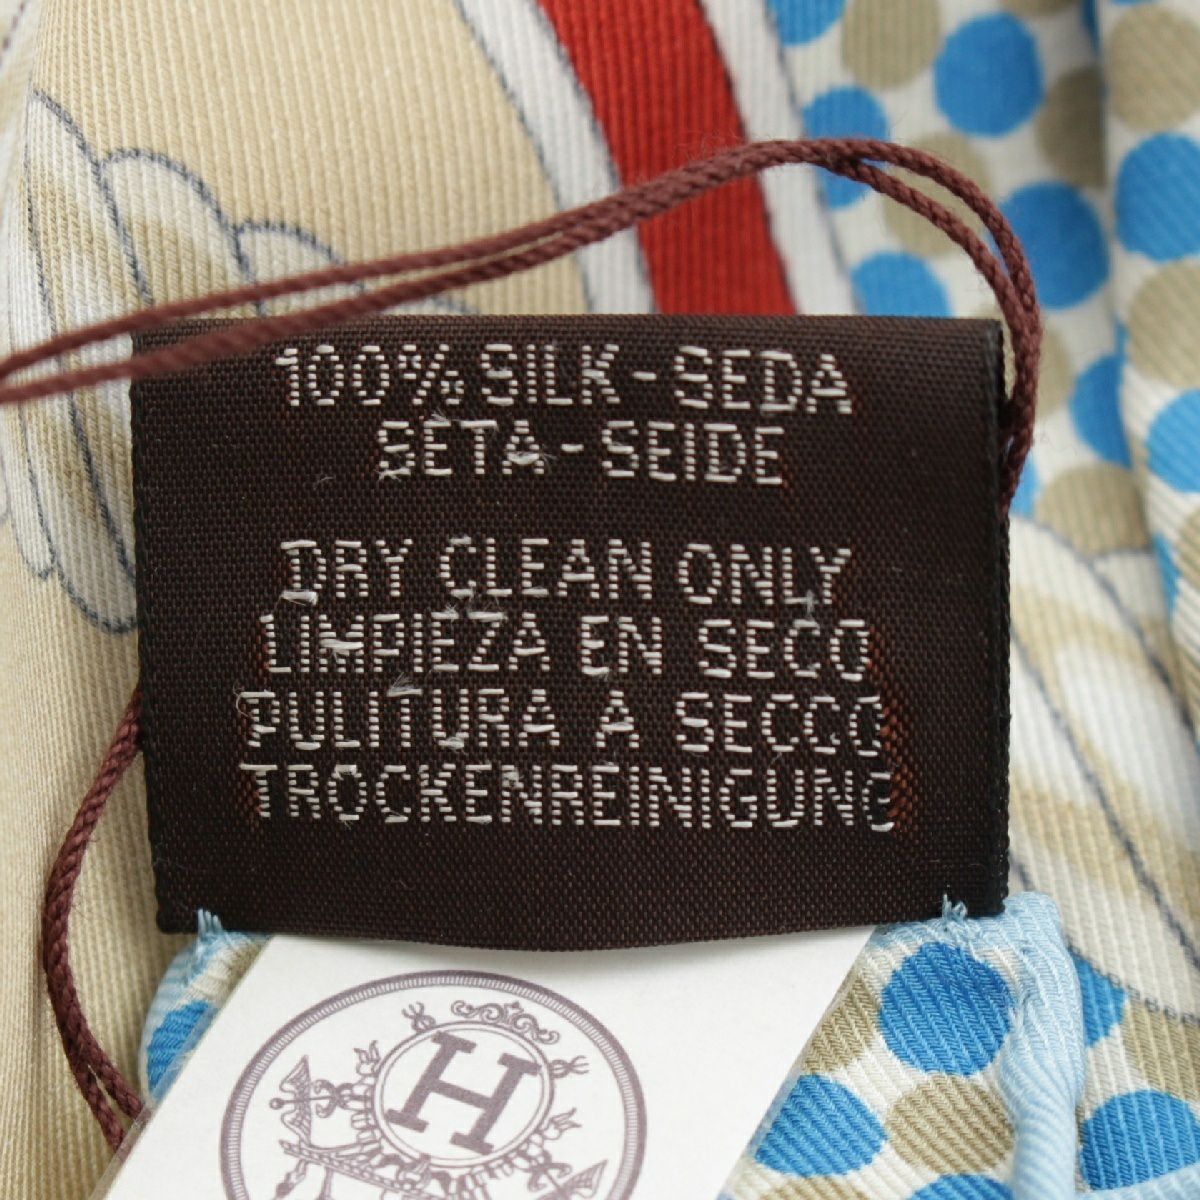 100% SILK - SEDA
SETA - SEIDE
DRY CLEAN ONLY
LIMPIEZA EN SECO
PULITURA A SECCO
TROCKENREINIGUNG
H